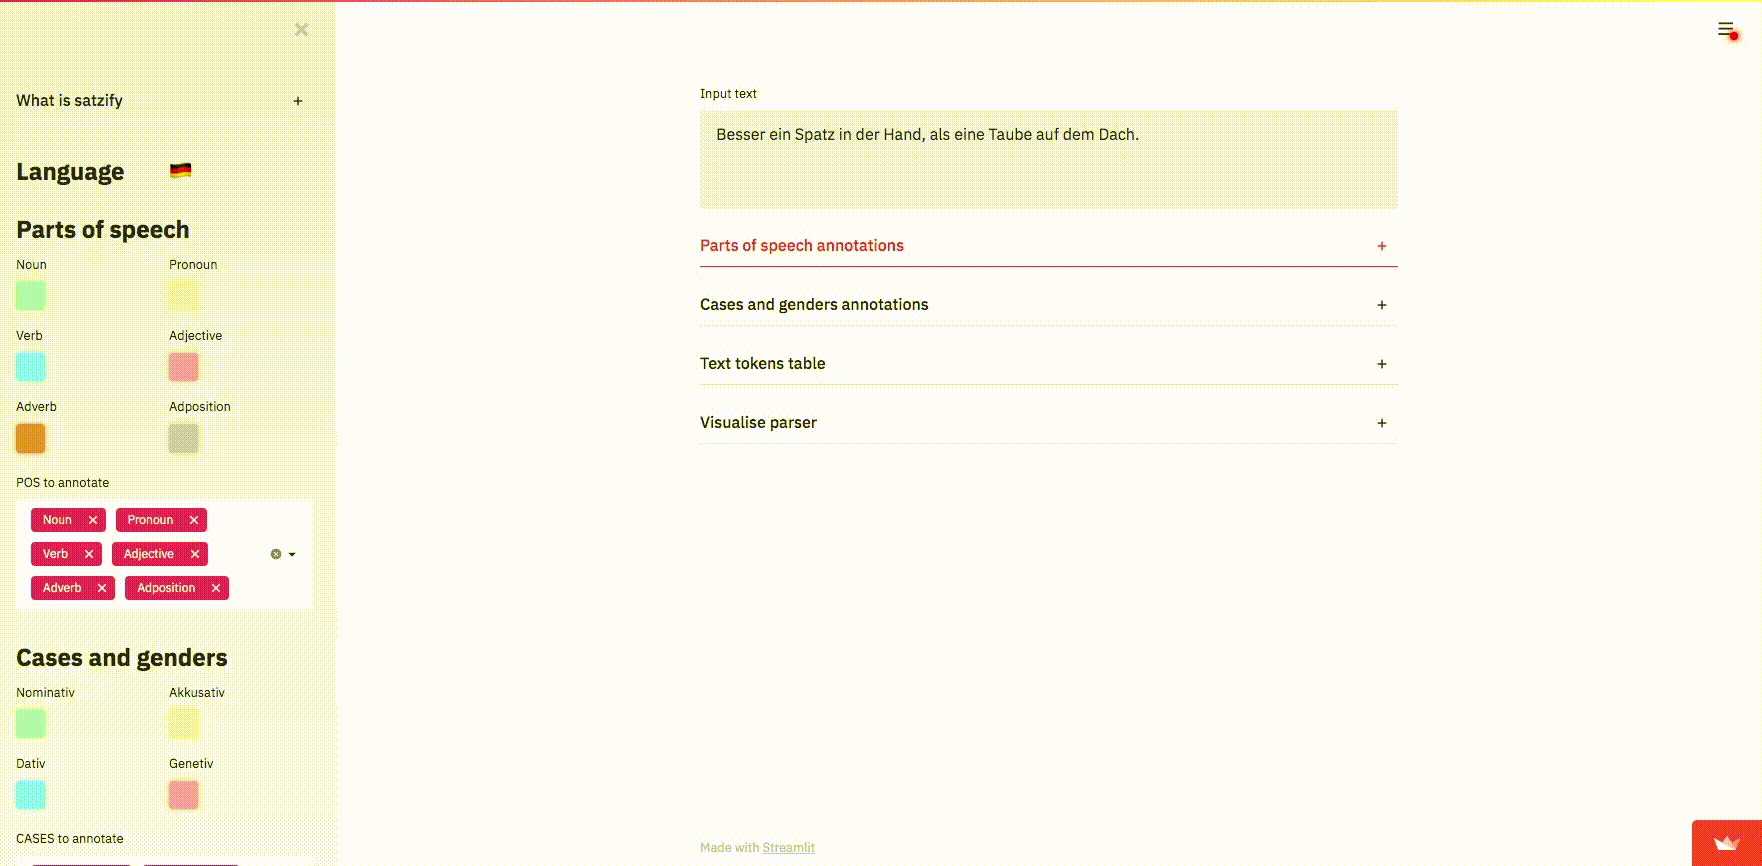 What is satzify
Language
Parts of speech
Noun Pronoun
Verb Adjective
Adverb Adposition
POS to annotate
Noun Pronoun
Verb Adjective
Adverb Adposition
Cases and genders
Nominativ Akkusativ
Dativ Genetiv
CASES to annotate
Input text
Besser ein Spatz in der Hand, als eine Taube auf dem Dach.
Parts of speech annotations
Cases and genders annotations
Text tokens table
Visualise parser
Made with Streamlit